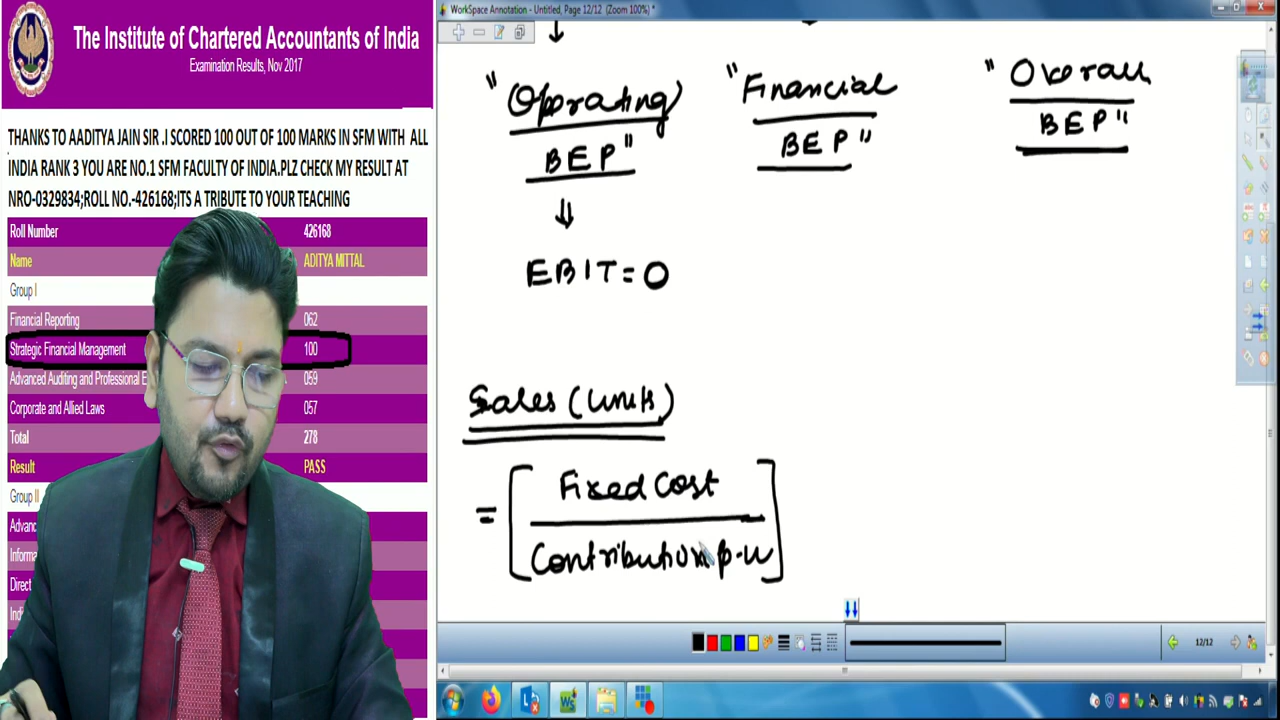 The Institute of Chartered Accountants of India
Examination Results, Nov 2017
THANKS TO AADITYA JAIN SIR .I SCORED 100 OUT OF 100 MARKS IN SFM WITH ALL
INDIA RANK 3 YOU ARE NO.1 SFM FACULTY OF INDIA.PLZ CHECK MY RESULT AT
NRO-0329834;ROLL NO.-426168;ITS A TRIBUTE TO YOUR TEACHING
Roll Number 426168
Name ADITYA MITTAL
Group I
Financial Reporting 062
Strategic Financial Management 100
Advanced Auditing and Professional E 059
Corporate and Allied Laws 057
Total 278
Result PASS
Group II
Advanc
Inform
Direct
WorkSpace Annotation - Untitled, Page 12/12 (Zoom 100%) *
"Operating
BEP"
"Financial
BEP"
"Overall
BEP"
EBIT = 0
Sales (Units)
= [Fixed Cost
Contribution p.u]
12/12